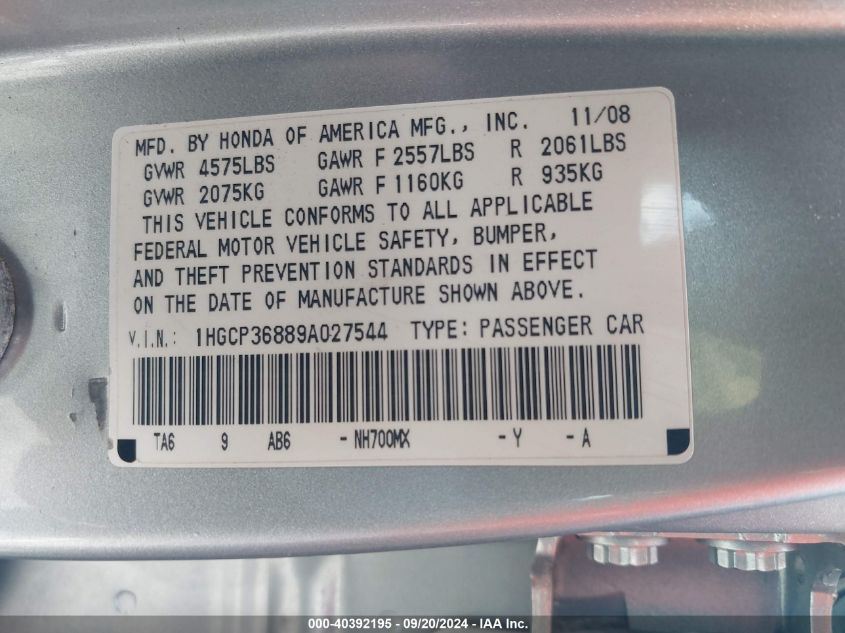 MFD. BY HONDA OF AMERICA MFG., INC. 11/08
GVWR 4575LBS GAWR F 2557LBS R 2061LBS
GVWR 2075KG GAWR F 1160KG R 935KG
THIS VEHICLE CONFORMS TO ALL APPLICABLE
FEDERAL MOTOR VEHICLE SAFETY, BUMPER,
AND THEFT PREVENTION STANDARDS IN EFFECT
ON THE DATE OF MANUFACTURE SHOWN ABOVE.
V.I.N.: 1HGCP36889A027544 TYPE: PASSENGER CAR
TA6 9 AB6 -NH700MX -Y -A
000-40392195 - 09/20/2024 - IAA Inc.